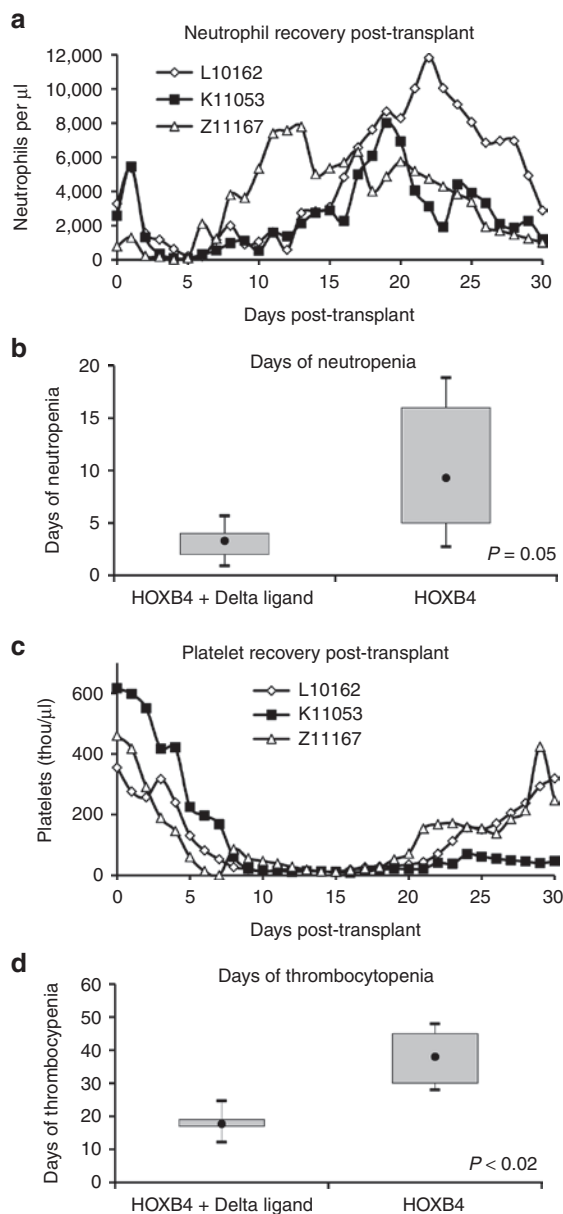 a
Neutrophil recovery post-transplant
12,000
10,000
8,000
6,000
4,000
2,000
0
Neutrophils per µl
L10162
K11053
Z11167
0 5 10 15 20 25 30
Days post-transplant
b
Days of neutropenia
20
15
10
5
0
Days of neutropenia
P = 0.05
HOXB4 + Delta ligand HOXB4
c
Platelet recovery post-transplant
600
400
200
0
Platelets (thou/µl)
L10162
K11053
Z11167
0 5 10 15 20 25 30
Days post-transplant
d
Days of thrombocytopenia
60
50
40
30
20
10
0
Days of thrombocypenia
P < 0.02
HOXB4 + Delta ligand HOXB4